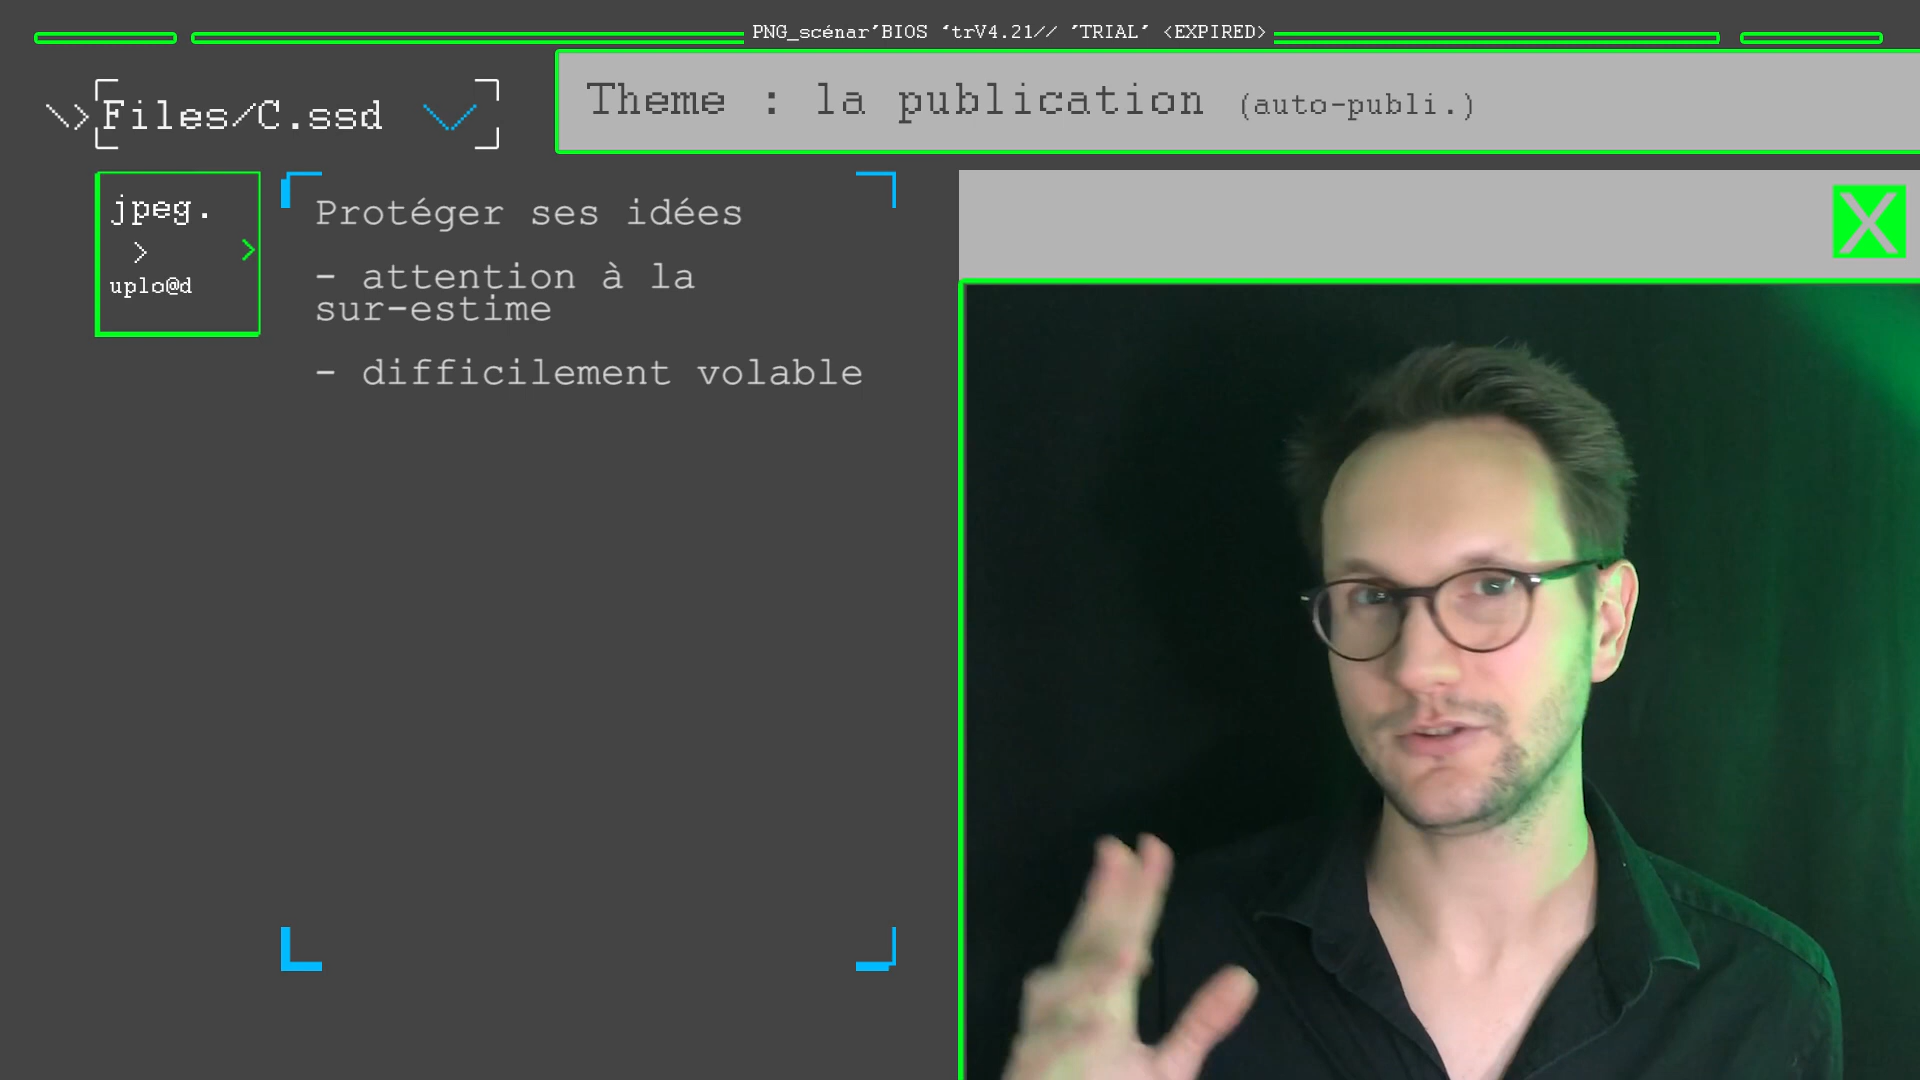 PNG_scénar´BIOS ‘trV4.21// ´TRIAL´ <EXPIRED>
\>Files/C.ssd
Theme : la publication (auto-publi.)
jpeg.
>
>
uplo@d
Protéger ses idées
- attention à la
sur-estime
- difficilement volable
X